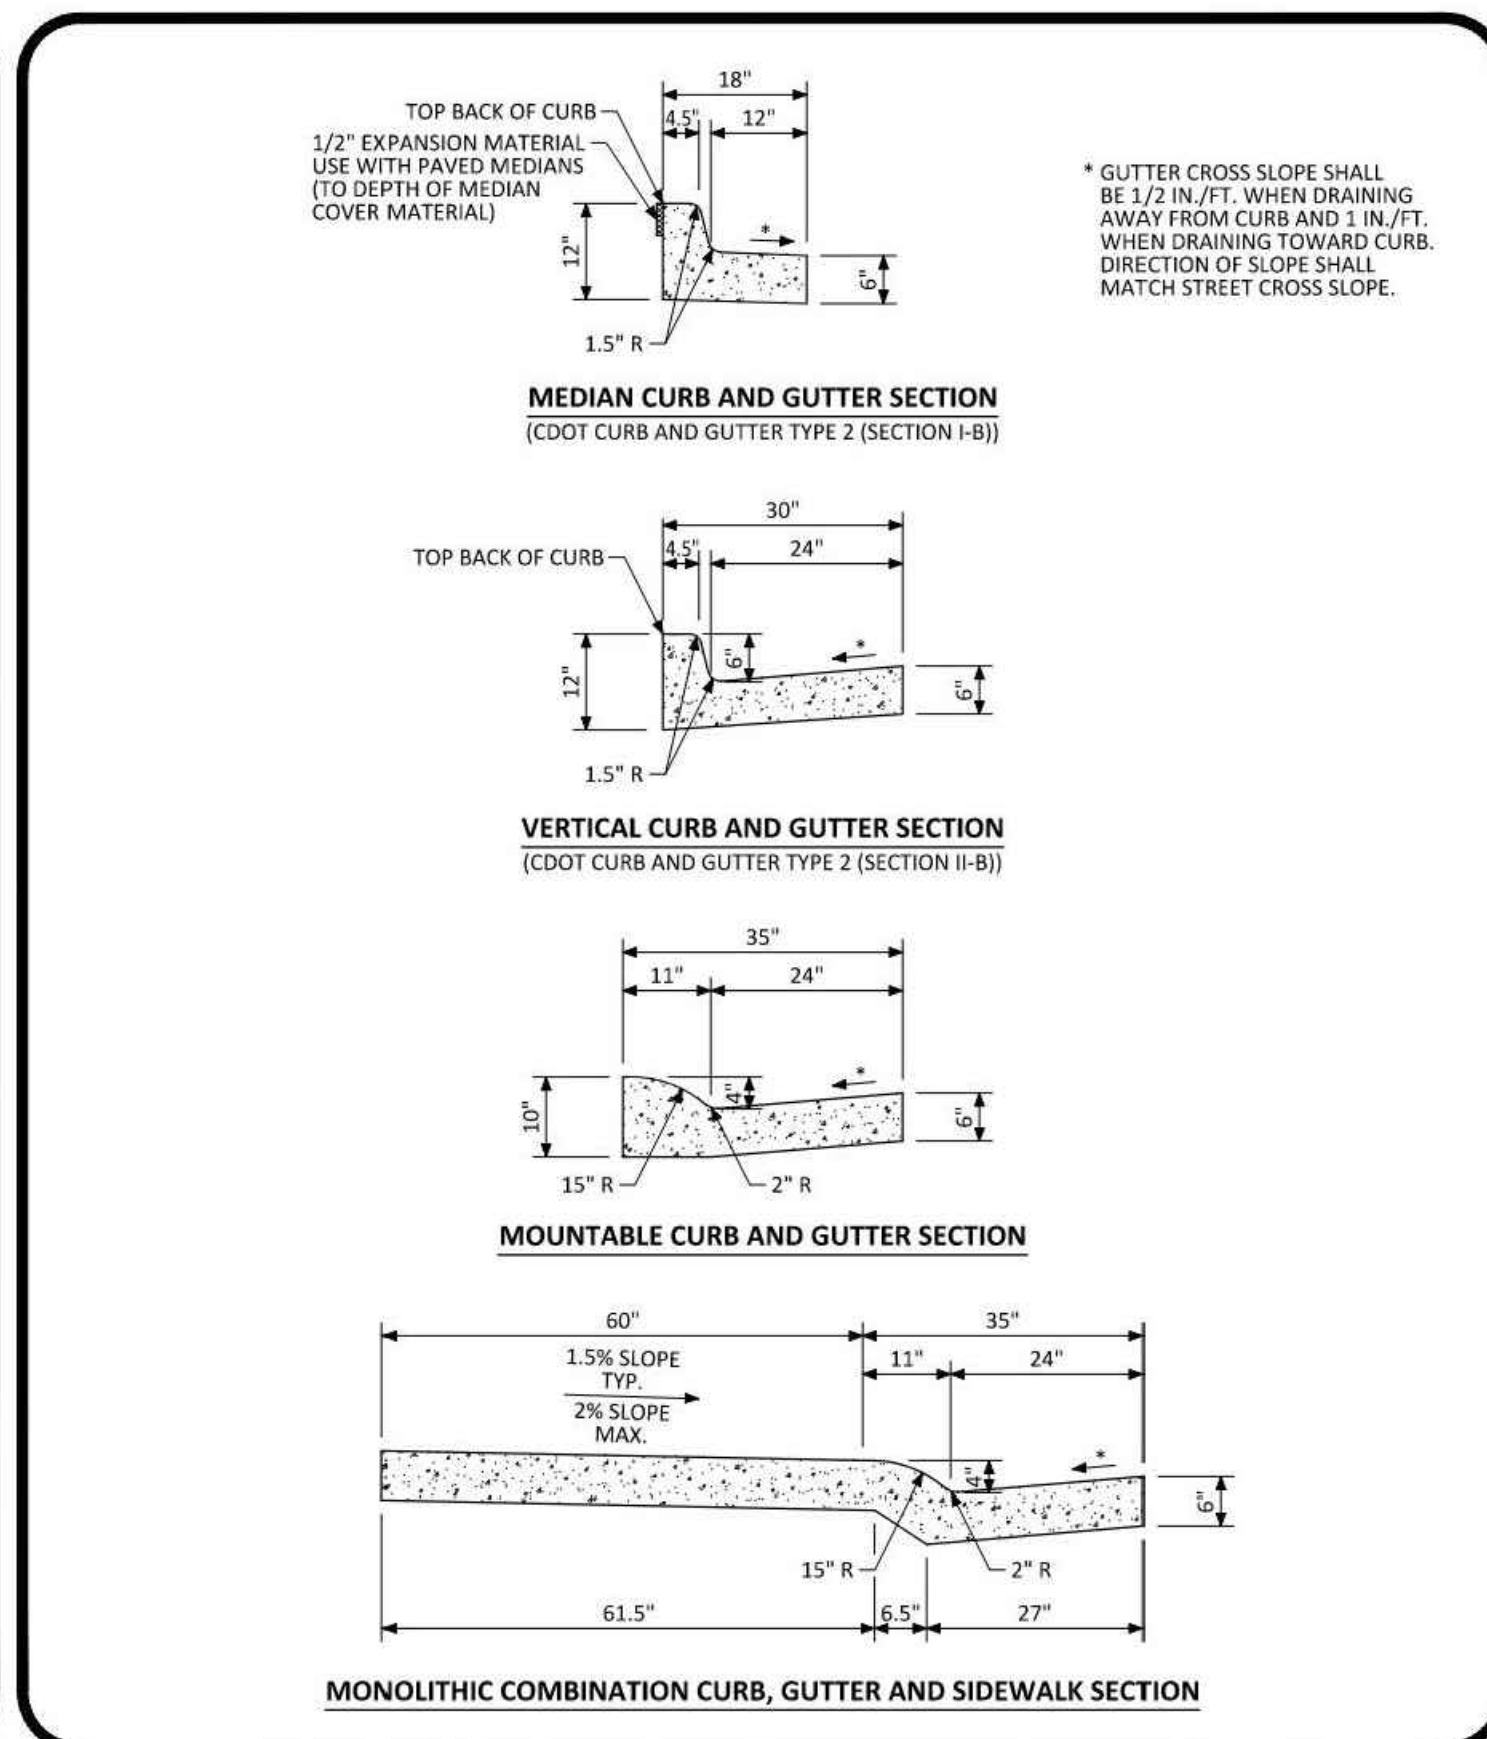 18"
TOP BACK OF CURB
4.5"
12"
1/2" EXPANSION MATERIAL
USE WITH PAVED MEDIANS
(TO DEPTH OF MEDIAN
COVER MATERIAL)
* GUTTER CROSS SLOPE SHALL
BE 1/2 IN./FT. WHEN DRAINING
AWAY FROM CURB AND 1 IN./FT.
WHEN DRAINING TOWARD CURB.
DIRECTION OF SLOPE SHALL
MATCH STREET CROSS SLOPE.
*
12"
6"
1.5" R
MEDIAN CURB AND GUTTER SECTION
(CDOT CURB AND GUTTER TYPE 2 (SECTION I-B))
30"
TOP BACK OF CURB
4.5"
24"
*
12"
6"
6"
1.5" R
VERTICAL CURB AND GUTTER SECTION
(CDOT CURB AND GUTTER TYPE 2 (SECTION II-B))
35"
11"
24"
*
10"
4"
6"
15" R
2" R
MOUNTABLE CURB AND GUTTER SECTION
60"
35"
1.5% SLOPE
TYP.
2% SLOPE
MAX.
11"
24"
*
4"
6"
15" R
2" R
61.5"
6.5"
27"
MONOLITHIC COMBINATION CURB, GUTTER AND SIDEWALK SECTION